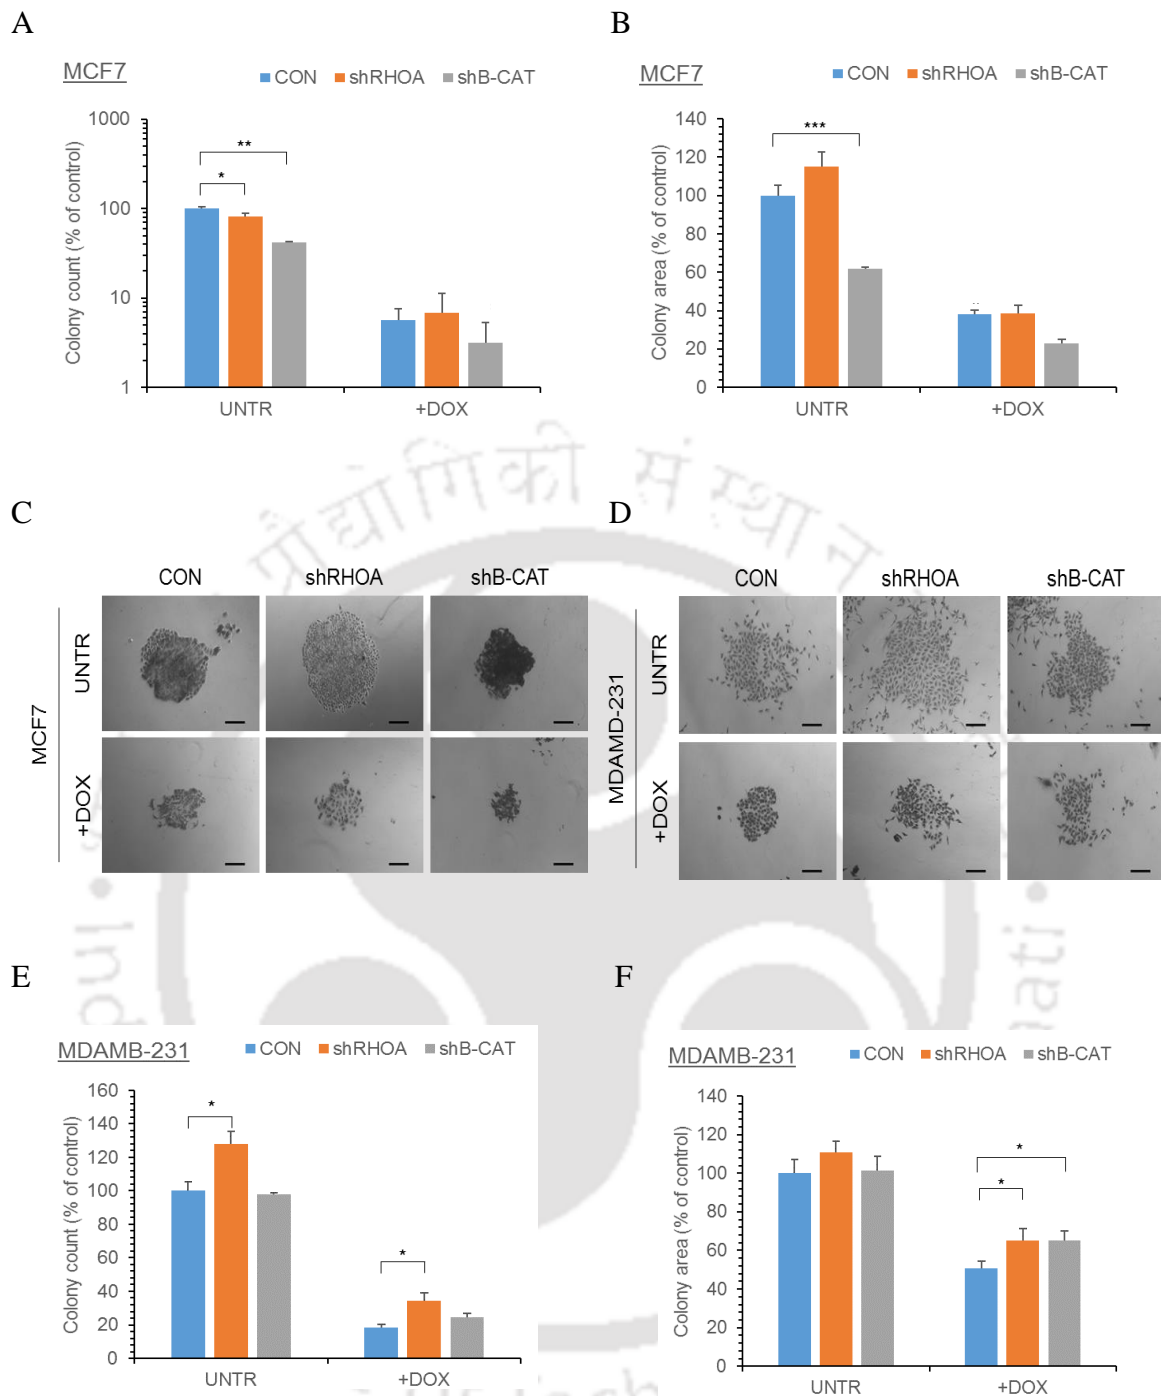 A
B
MCF7
CON shRHOA shB-CAT
Colony count (% of control)
1000
100
10
1
**
*
UNTR +DOX
MCF7
CON shRHOA shB-CAT
Colony area (% of control)
140
120
100
80
60
40
20
0
***
UNTR +DOX
प्रौद्योगिकी संस्थान
C
D
CON shRHOA shB-CAT
MCF7
UNTR
+DOX
CON shRHOA shB-CAT
MDAMD-231
UNTR
+DOX
E
F
MDAMB-231
CON shRHOA shB-CAT
Colony count (% of control)
160
140
120
100
80
60
40
20
0
*
*
UNTR +DOX
MDAMB-231
CON shRHOA shB-CAT
Colony area (% of control)
140
120
100
80
60
40
20
0
*
*
UNTR +DOX